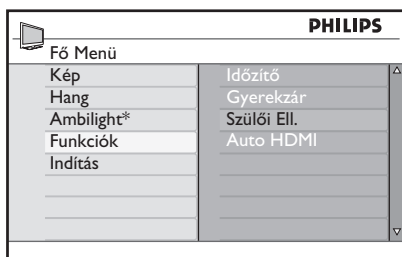 PHILIPS
Fő Menü
Kép
Hang
Ambilight*
Funkciók
Indítás
Időzítő
Gyerekzár
Szülői Ell.
Auto HDMI